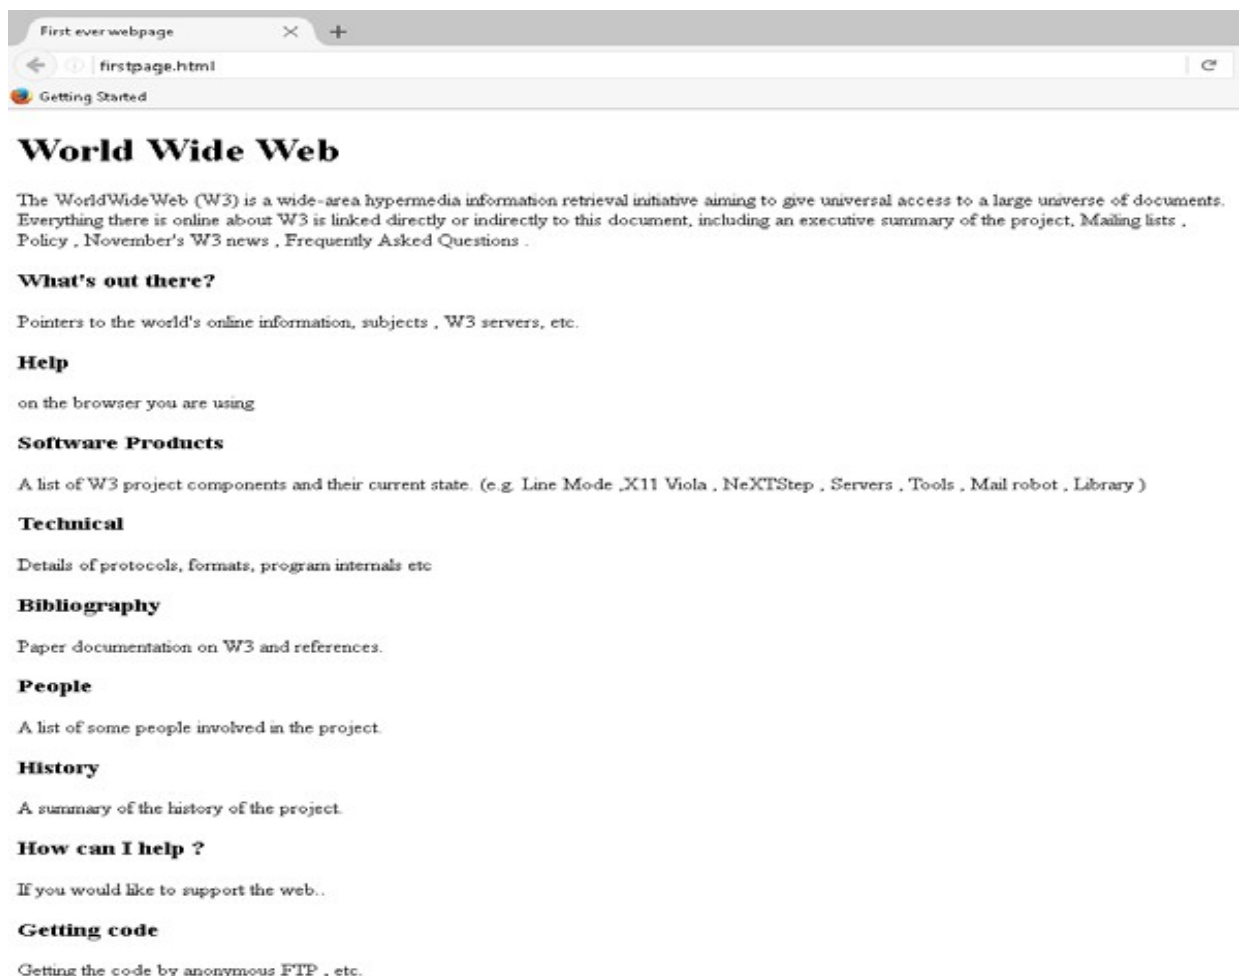 First ever webpage
firstpage.html
Getting Started
World Wide Web
The WorldWideWeb (W3) is a wide-area hypermedia information retrieval initiative aiming to give universal access to a large universe of documents.
Everything there is online about W3 is linked directly or indirectly to this document, including an executive summary of the project, Mailing lists ,
Policy , November's W3 news , Frequently Asked Questions .
What's out there?
Pointers to the world's online information, subjects , W3 servers, etc.
Help
on the browser you are using
Software Products
A list of W3 project components and their current state. (e.g. Line Mode ,X11 Viola , NeXTStep , Servers , Tools , Mail robot , Library )
Technical
Details of protocols, formats, program internals etc
Bibliography
Paper documentation on W3 and references.
People
A list of some people involved in the project.
History
A summary of the history of the project.
How can I help ?
If you would like to support the web..
Getting code
Getting the code by anonymous FTP , etc.